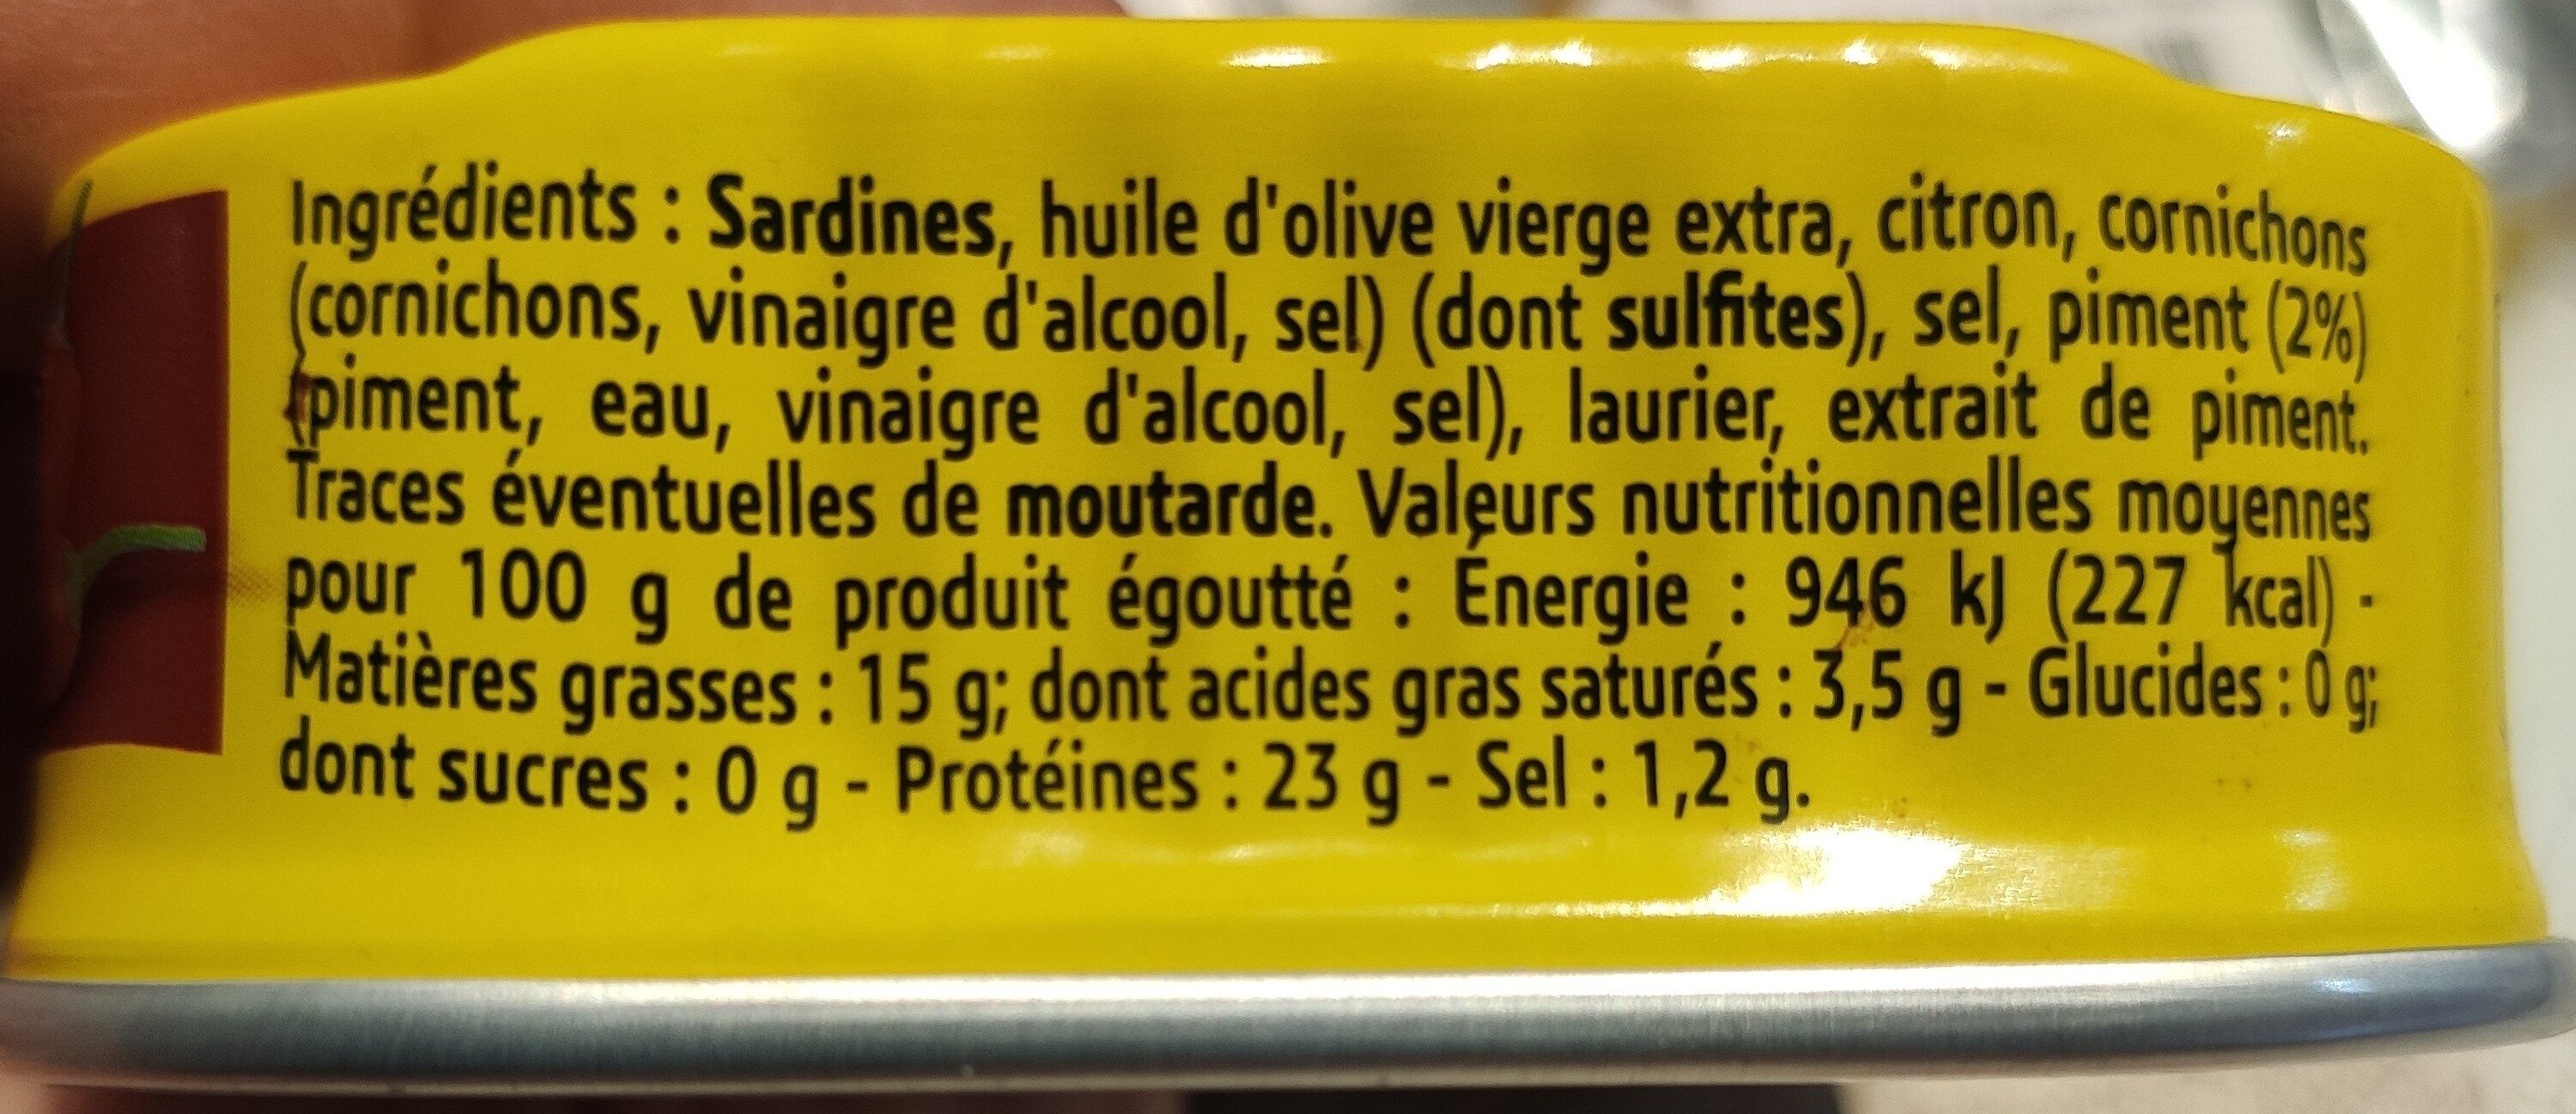 Ingrédients : Sardines, huile d'olive vierge extra, citron, cornichons
(cornichons, vinaigre d'alcool, sel) (dont sulfites), sel, piment (2%)
(piment, eau, vinaigre d'alcool, sel), laurier, extrait de piment.
Traces éventuelles de moutarde. Valeurs nutritionnelles moyennes
pour 100 g de produit égoutté : Énergie : 946 kJ (227 kcal) -
Matières grasses : 15 g; dont acides gras saturés : 3,5 g - Glucides : 0 g;
dont sucres : 0 g - Protéines : 23 g - Sel : 1,2 g.